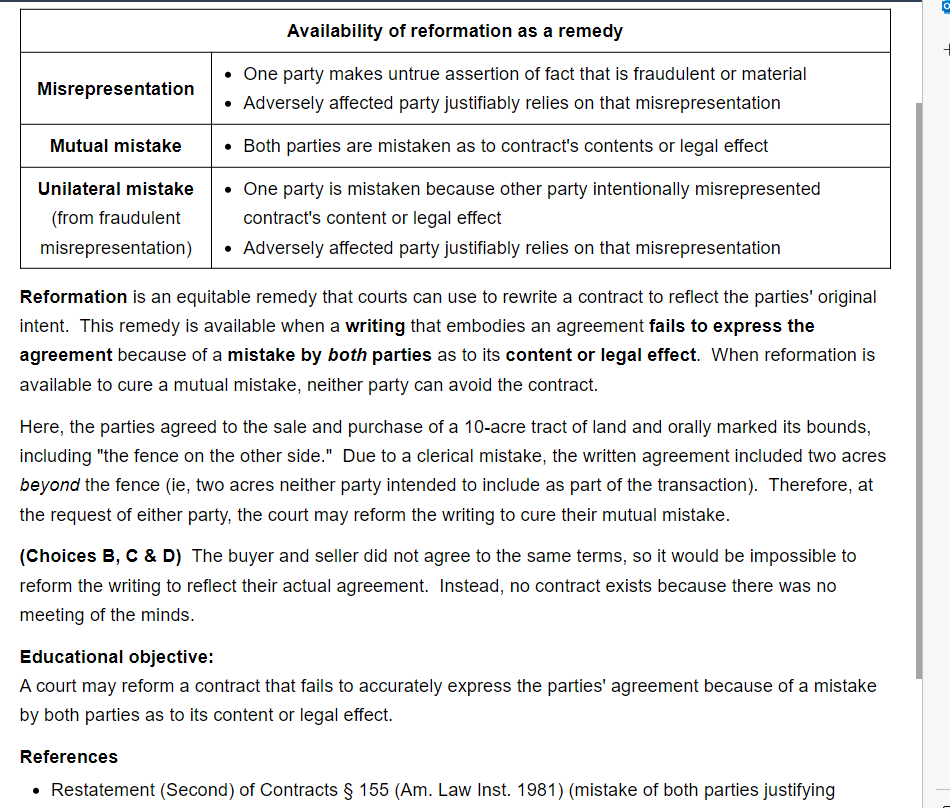 Availability of reformation as a remedy
Misrepresentation
• One party makes untrue assertion of fact that is fraudulent or material
• Adversely affected party justifiably relies on that misrepresentation
Mutual mistake
• Both parties are mistaken as to contract's contents or legal effect
Unilateral mistake
(from fraudulent
misrepresentation)
• One party is mistaken because other party intentionally misrepresented
contract's content or legal effect
• Adversely affected party justifiably relies on that misrepresentation
Reformation is an equitable remedy that courts can use to rewrite a contract to reflect the parties' original
intent. This remedy is available when a writing that embodies an agreement fails to express the
agreement because of a mistake by both parties as to its content or legal effect. When reformation is
available to cure a mutual mistake, neither party can avoid the contract.
Here, the parties agreed to the sale and purchase of a 10-acre tract of land and orally marked its bounds,
including "the fence on the other side." Due to a clerical mistake, the written agreement included two acres
beyond the fence (ie, two acres neither party intended to include as part of the transaction). Therefore, at
the request of either party, the court may reform the writing to cure their mutual mistake.
(Choices B, C & D) The buyer and seller did not agree to the same terms, so it would be impossible to
reform the writing to reflect their actual agreement. Instead, no contract exists because there was no
meeting of the minds.
Educational objective:
A court may reform a contract that fails to accurately express the parties' agreement because of a mistake
by both parties as to its content or legal effect.
References
• Restatement (Second) of Contracts § 155 (Am. Law Inst. 1981) (mistake of both parties justifying